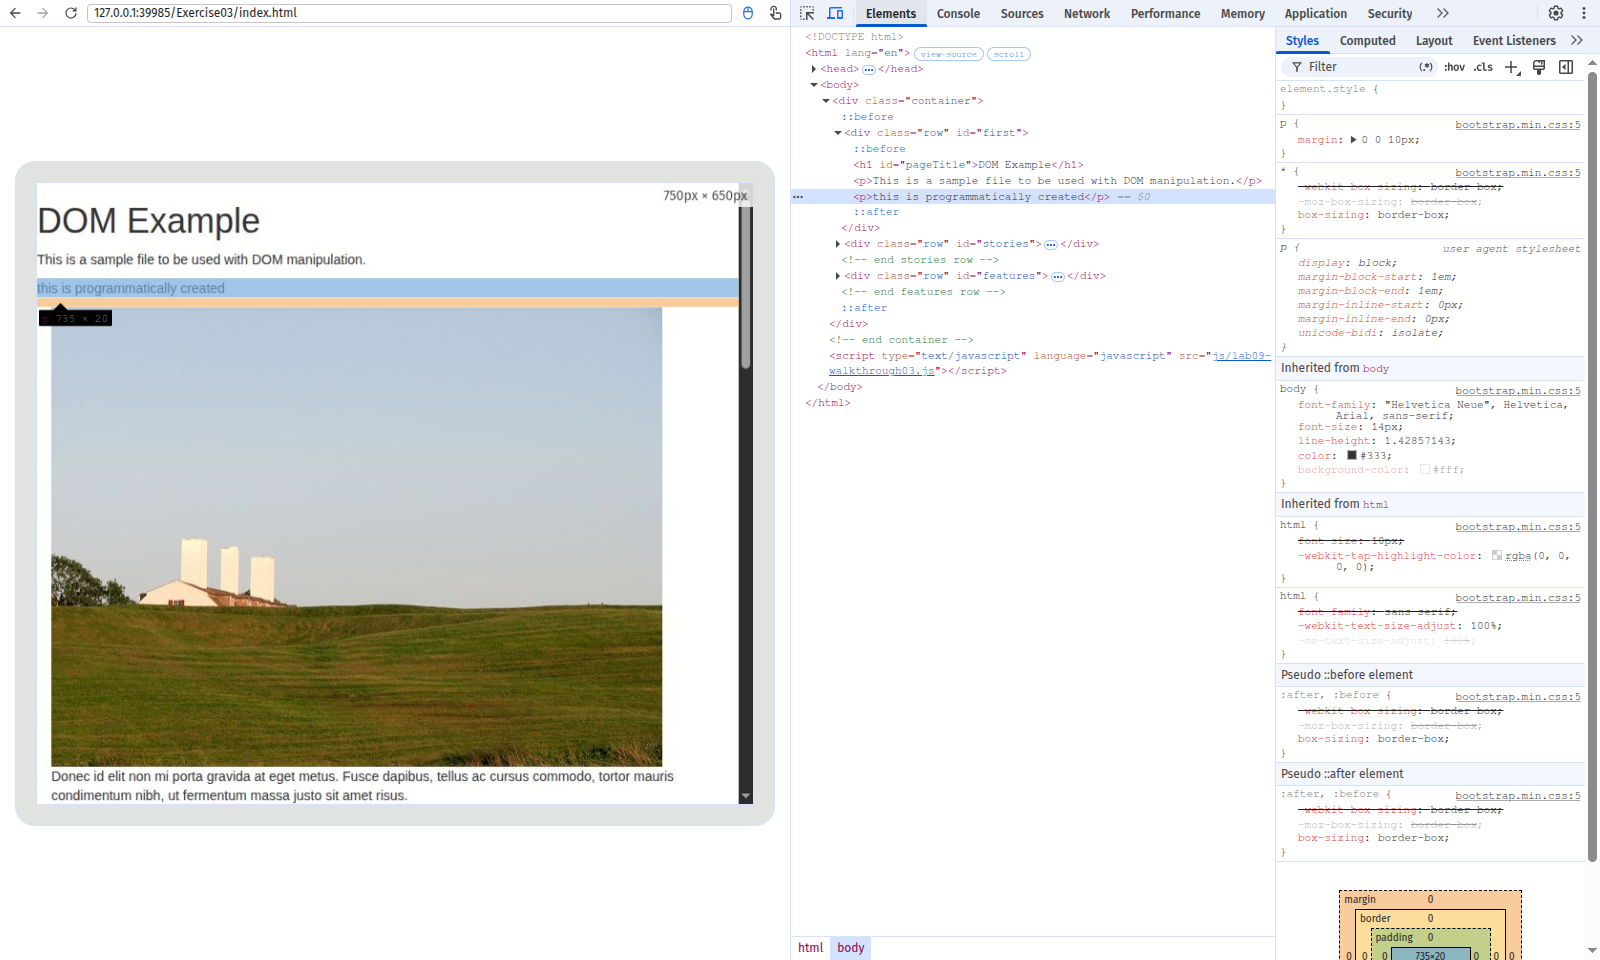 127.0.0.1:39985/Exercise03/index.html
750px × 650px
DOM Example
This is a sample file to be used with DOM manipulation.
this is programmatically created
p 735 × 20
Donec id elit non mi porta gravida at eget metus. Fusce dapibus, tellus ac cursus commodo, tortor mauris
condimentum nibh, ut fermentum massa justo sit amet risus.
Elements Console Sources Network Performance Memory Application Security
<!DOCTYPE html>
<html lang="en"> view-source scroll
<head> ··· </head>
<body>
<div class="container">
::before
<div class="row" id="first">
::before
<h1 id="pageTitle">DOM Example</h1>
<p>This is a sample file to be used with DOM manipulation.</p>
··· <p>this is programmatically created</p> == $0
::after
</div>
<div class="row" id="stories"> ··· </div>
<!-- end stories row -->
<div class="row" id="features"> ··· </div>
<!-- end features row -->
::after
</div>
<!-- end container -->
<script type="text/javascript" language="javascript" src="js/lab09-
walkthrough03.js"></script>
</body>
</html>
html body
Styles Computed Layout Event Listeners
Filter (.*) :hov .cls
element.style {
}
p { bootstrap.min.css:5
margin: 0 0 10px;
}
* { bootstrap.min.css:5
-webkit-box-sizing: border-box;
-moz-box-sizing: border-box;
box-sizing: border-box;
}
p { user agent stylesheet
display: block;
margin-block-start: 1em;
margin-block-end: 1em;
margin-inline-start: 0px;
margin-inline-end: 0px;
unicode-bidi: isolate;
}
Inherited from body
body { bootstrap.min.css:5
font-family: "Helvetica Neue", Helvetica,
Arial, sans-serif;
font-size: 14px;
line-height: 1.42857143;
color: #333;
background-color: #fff;
}
Inherited from html
html { bootstrap.min.css:5
font-size: 10px;
-webkit-tap-highlight-color: rgba(0, 0,
0, 0);
}
html { bootstrap.min.css:5
font-family: sans-serif;
-webkit-text-size-adjust: 100%;
-ms-text-size-adjust: 100%;
}
Pseudo ::before element
:after, :before { bootstrap.min.css:5
-webkit-box-sizing: border-box;
-moz-box-sizing: border-box;
box-sizing: border-box;
}
Pseudo ::after element
:after, :before { bootstrap.min.css:5
-webkit-box-sizing: border-box;
-moz-box-sizing: border-box;
box-sizing: border-box;
}
margin 0
border 0
padding 0
0 0 0 735×20 0 0 0